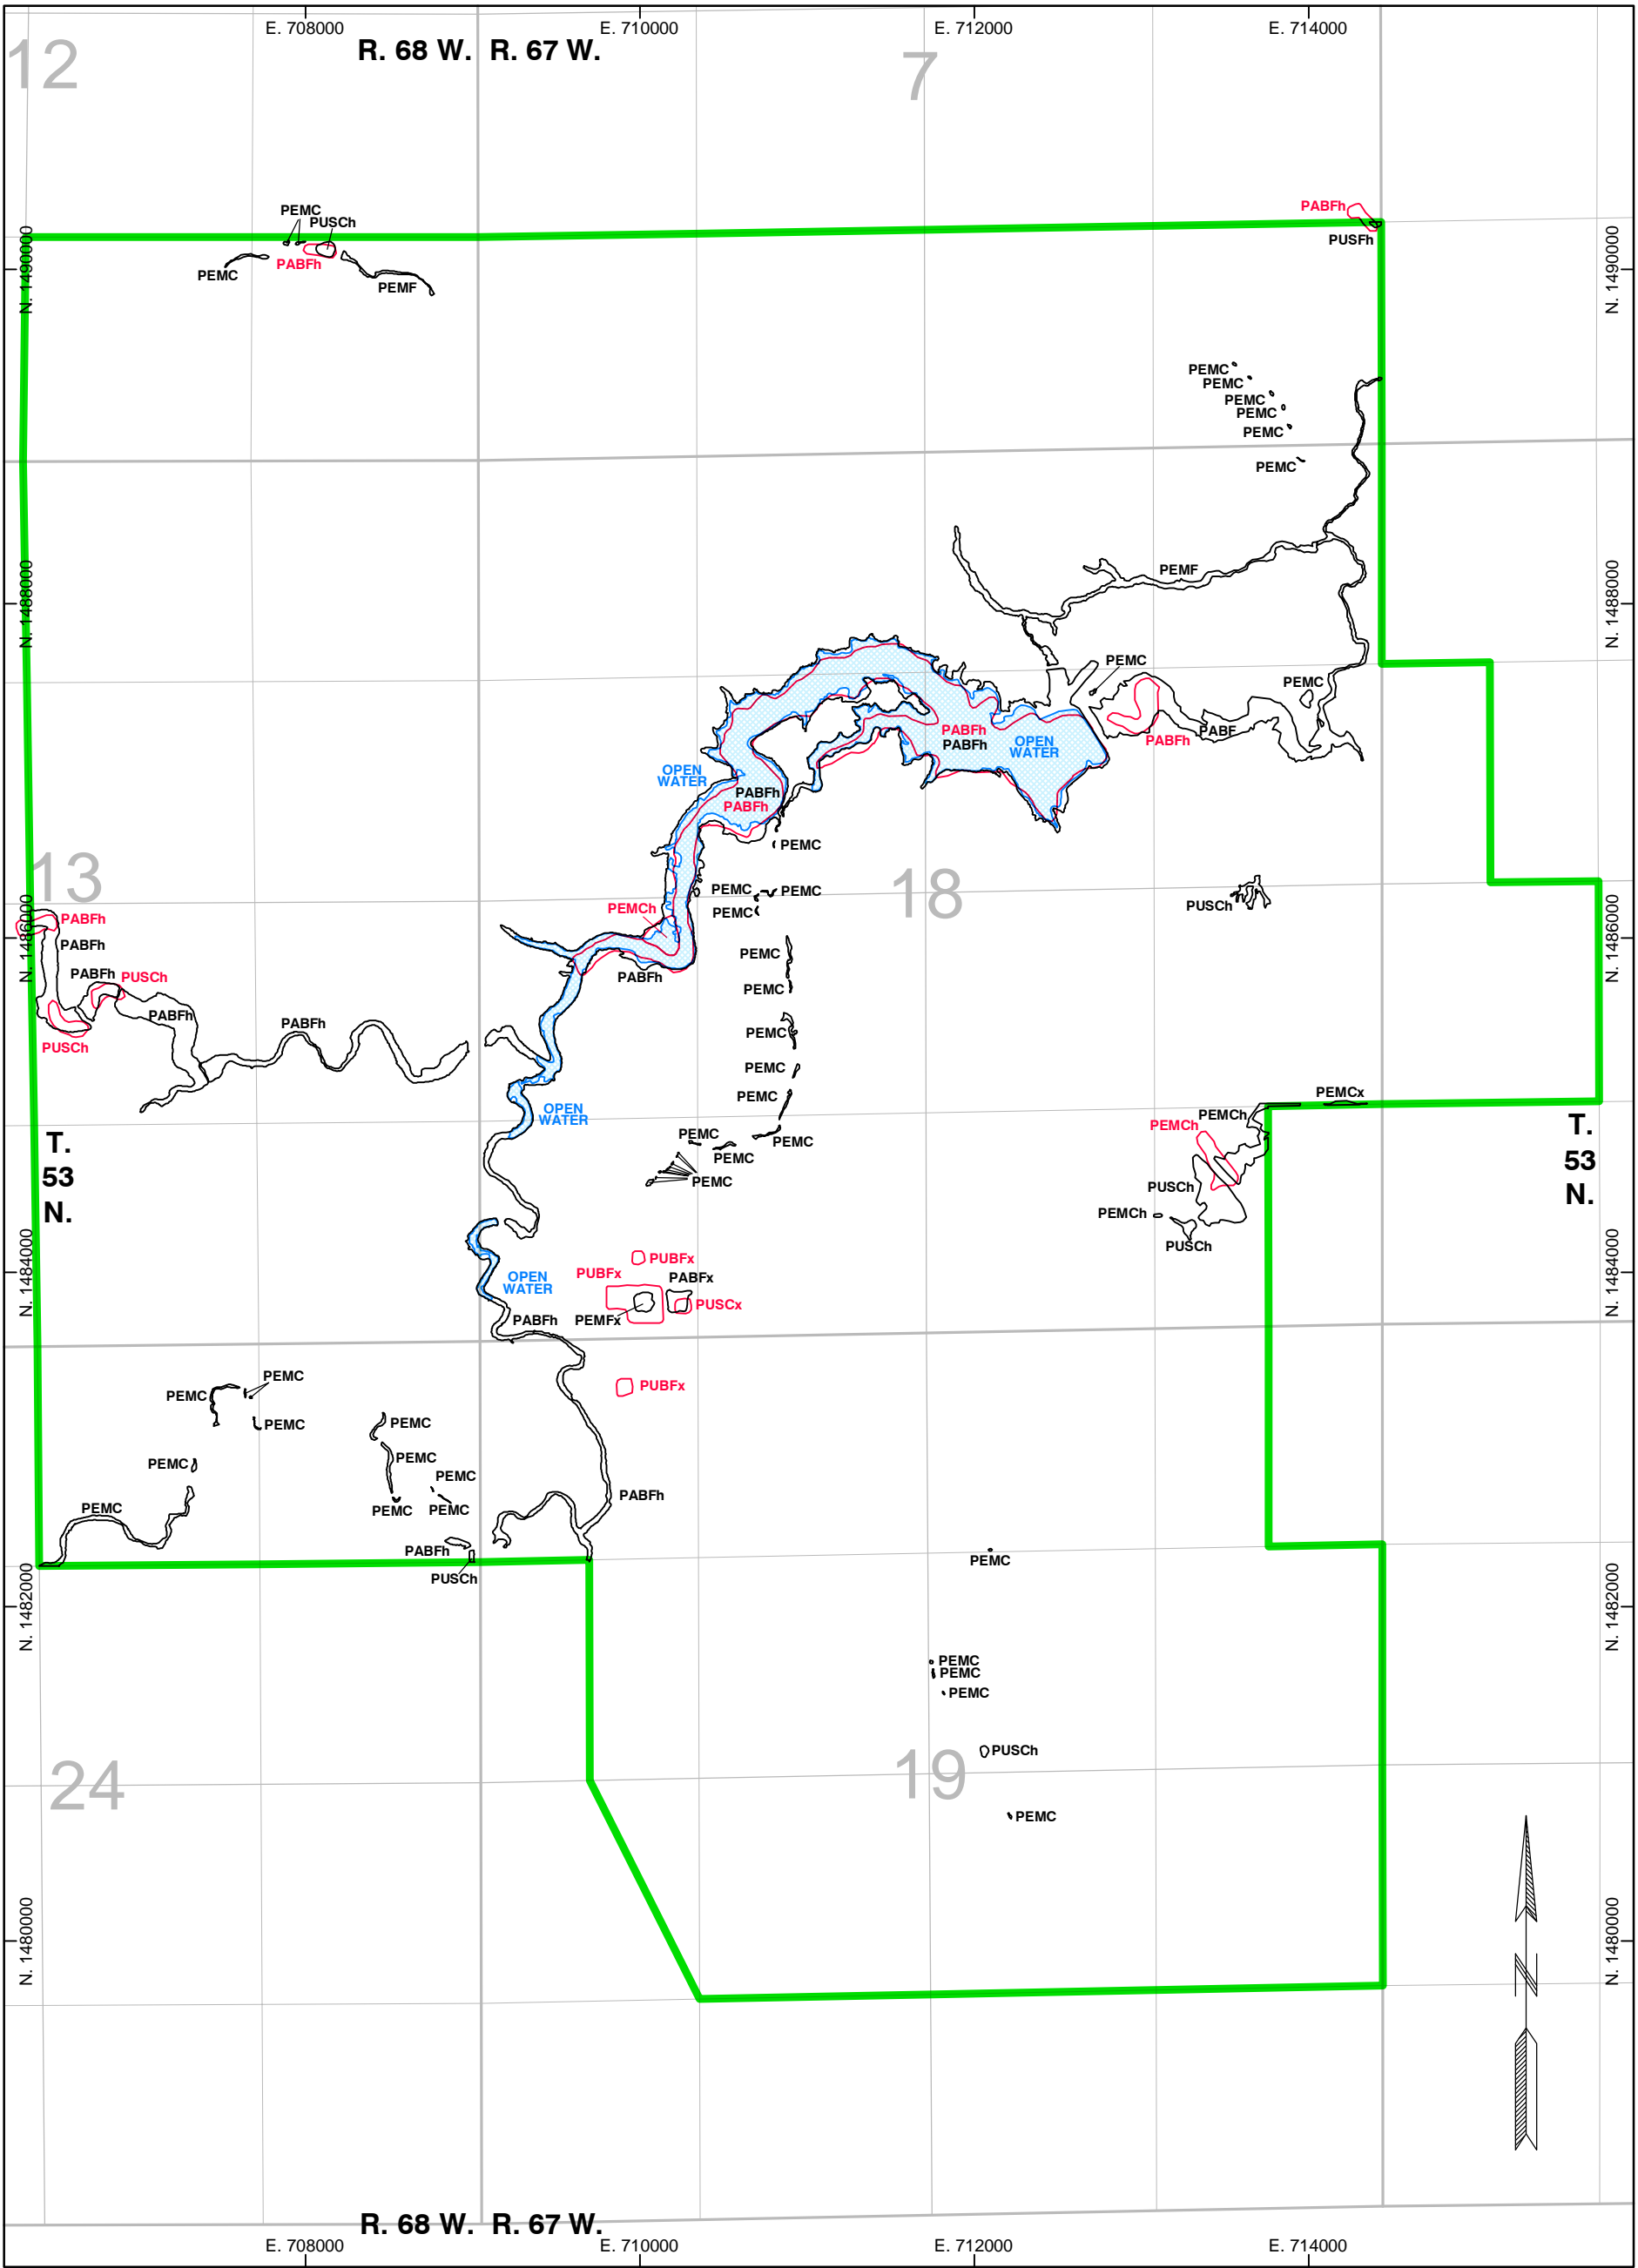 E. 708000
E. 710000
E. 712000
E. 714000
R. 68 W. R. 67 W.
12
7
PABFh
PUSFh
PEMC
PUSCh
PEMC
PABFh
PEMF
N. 1490000
N. 1490000
PEMC
PEMC
PEMC
PEMC
PEMC
PEMC
PEMF
N. 1488000
N. 1488000
PEMC
PEMC
PABFh
PABFh
OPEN
WATER
PABFh
PABF
OPEN
WATER
PABFh
PABFh
PEMC
13
18
PEMC
PEMC
PEMC
PUSCh
PEMCh
N. 1486000
N. 1486000
PABFh
PABFh
PEMC
PABFh
PABFh
PUSCh
PEMC
PABFh
PABFh
PEMC
PUSCh
PEMC
PEMC
OPEN
WATER
PEMCx
PEMCh
PEMCh
T.
53
N.
T.
53
N.
PEMC
PEMC
PEMC
PEMC
PUSCh
PEMCh
PUSCh
N. 1484000
N. 1484000
PUBFx
PUBFx
PABFx
OPEN
WATER
PUSCx
PABFh
PEMFx
PUBFx
PEMC
PEMC
PEMC
PEMC
PEMC
PEMC
PEMC
PEMC
PEMC
PEMC
PABFh
PABFh
PUSCh
PEMC
N. 1482000
N. 1482000
PEMC
PEMC
PEMC
PUSCh
24
19
PEMC
N. 1480000
N. 1480000
N
R. 68 W. R. 67 W.
E. 708000
E. 710000
E. 712000
E. 714000